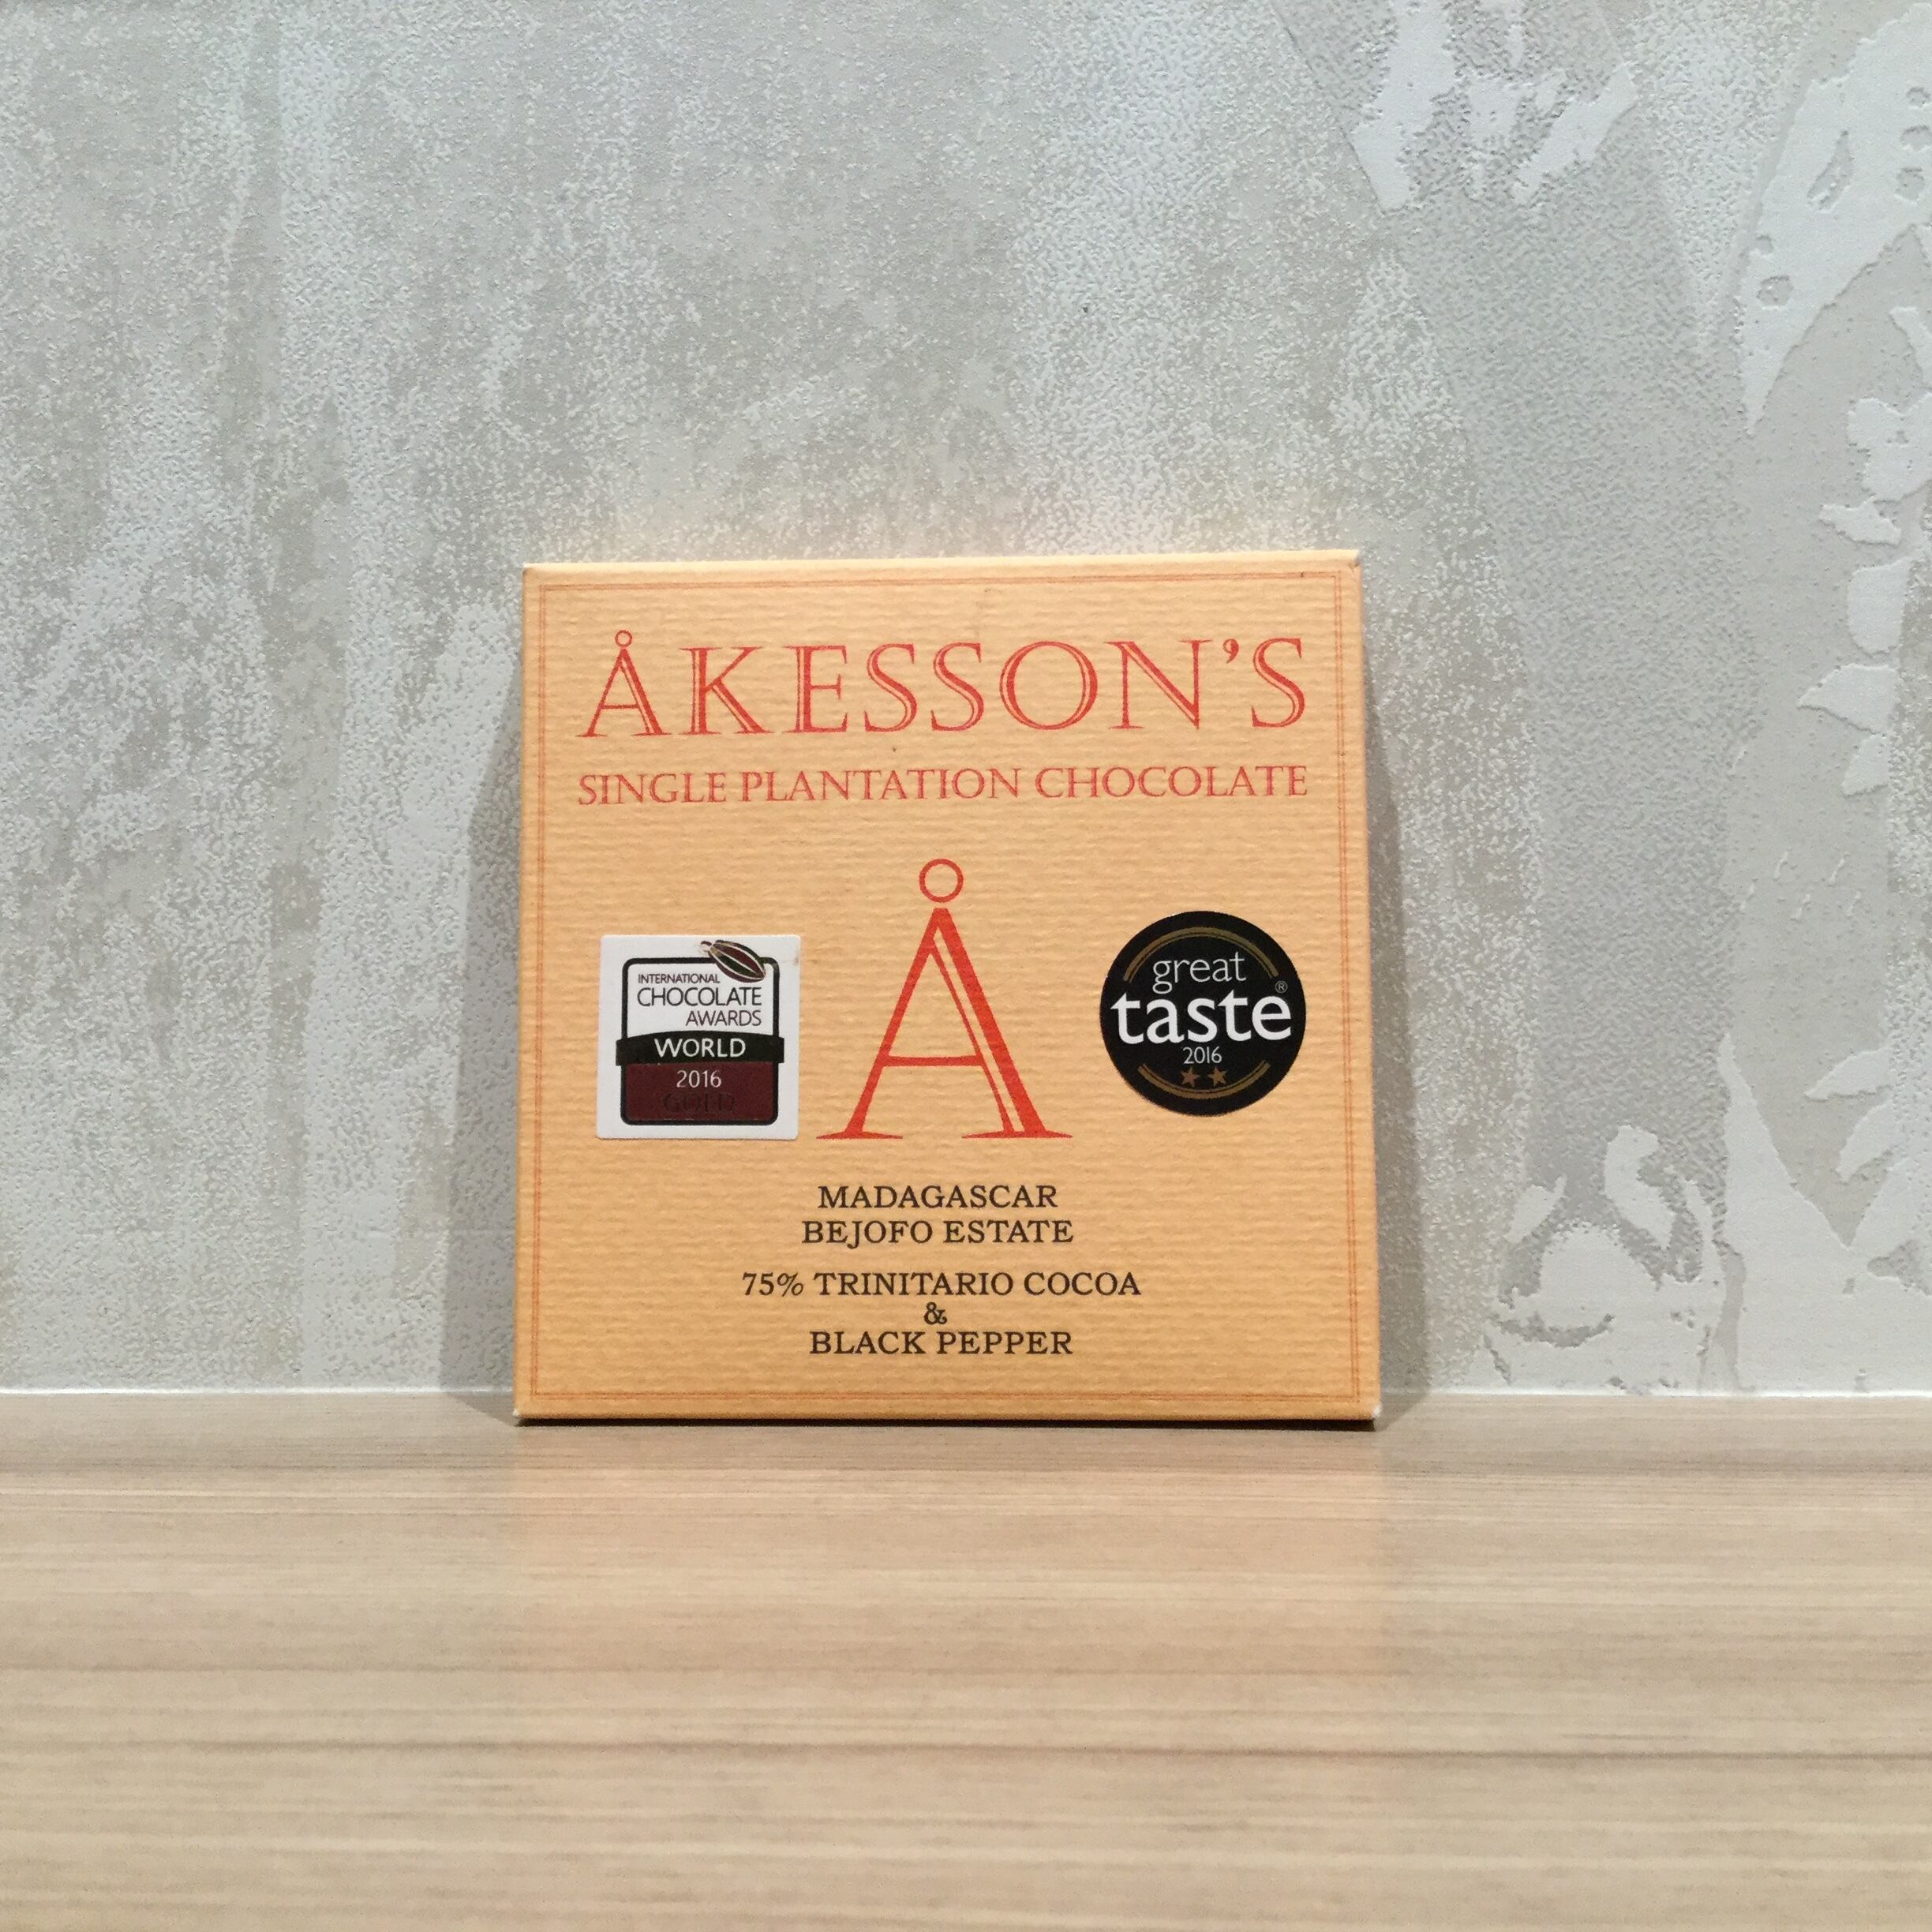 ÅKESSON'S
SINGLE PLANTATION CHOCOLATE
Å
INTERNATIONAL
CHOCOLATE
AWARDS
WORLD
2016
GOLD
great
taste®
2016
MADAGASCAR
BEJOFO ESTATE
75% TRINITARIO COCOA
&
BLACK PEPPER